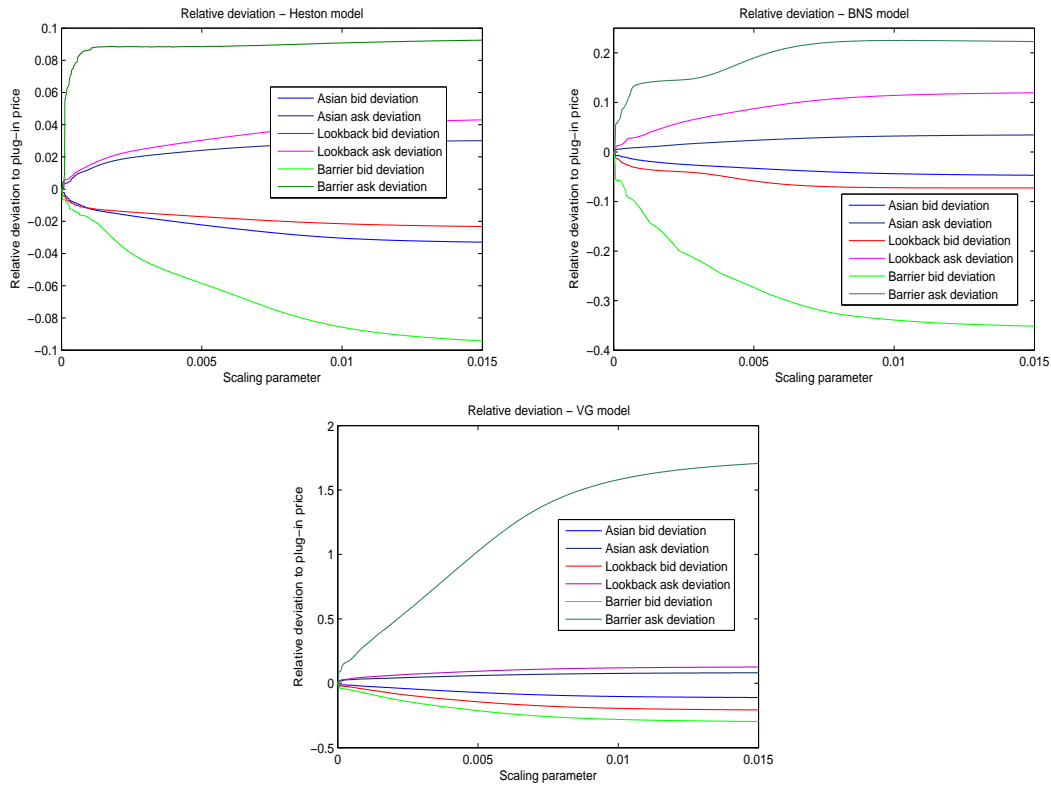 Relative deviation – Heston model
Relative deviation to plug–in price
0.1
0.08
0.06
0.04
0.02
0
−0.02
−0.04
−0.06
−0.08
−0.1
0
0.005
0.01
0.015
Scaling parameter
Asian bid deviation
Asian ask deviation
Lookback bid deviation
Lookback ask deviation
Barrier bid deviation
Barrier ask deviation
Relative deviation – BNS model
Relative deviation to plug–in price
0.2
0.1
0
−0.1
−0.2
−0.3
−0.4
0
0.005
0.01
0.015
Scaling parameter
Asian bid deviation
Asian ask deviation
Lookback bid deviation
Lookback ask deviation
Barrier bid deviation
Barrier ask deviation
Relative deviation – VG model
Relative deviation to plug–in price
2
1.5
1
0.5
0
−0.5
0
0.005
0.01
0.015
Scaling parameter
Asian bid deviation
Asian ask deviation
Lookback bid deviation
Lookback ask deviation
Barrier bid deviation
Barrier ask deviation